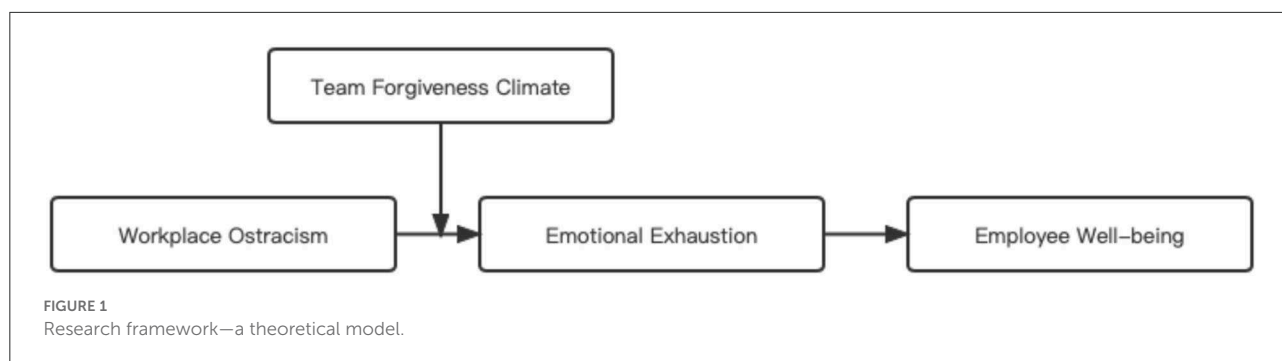 Team Forgiveness Climate
Workplace Ostracism
Emotional Exhaustion
Employee Well-being
FIGURE 1
Research framework—a theoretical model.